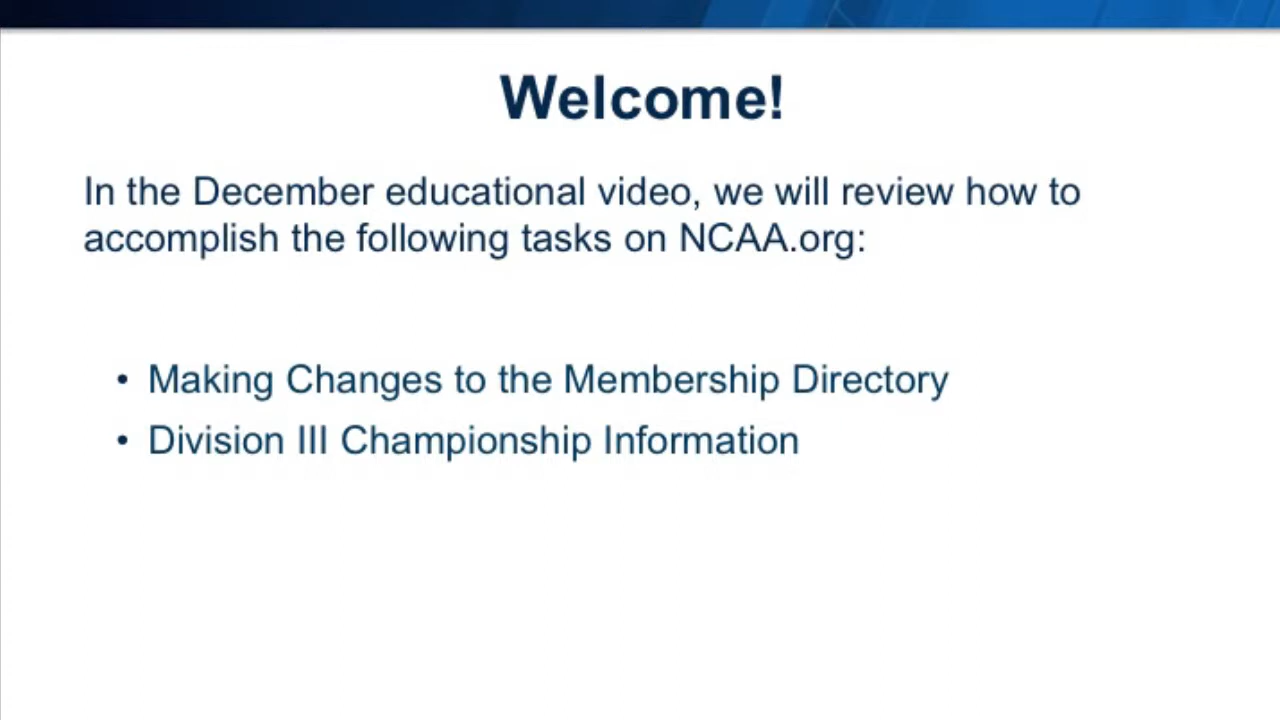 Welcome!
In the December educational video, we will review how to
accomplish the following tasks on NCAA.org:
• Making Changes to the Membership Directory
• Division III Championship Information